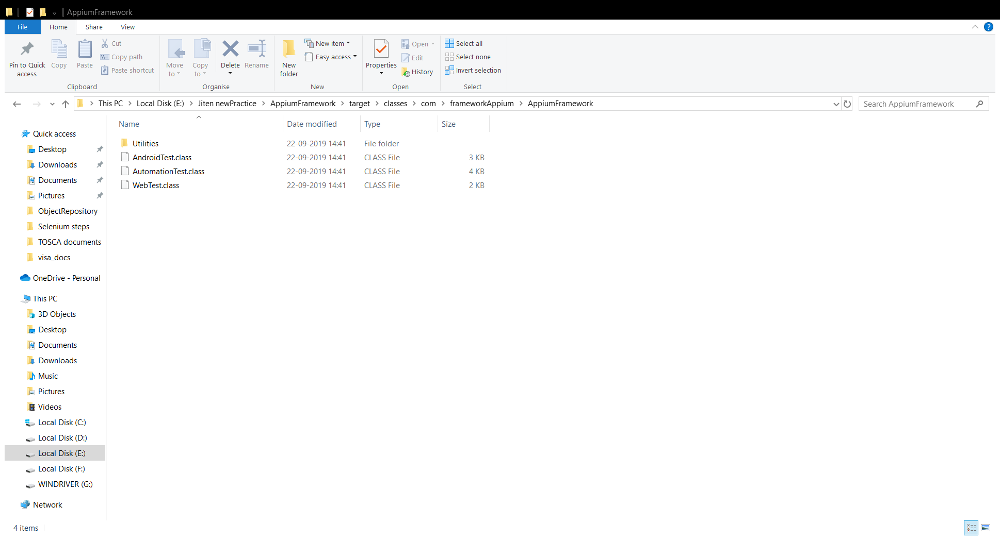 AppiumFramework
File Home Share View
Pin to Quick access
Copy
Paste
Cut
Copy path
Paste shortcut
Clipboard
Move to
Copy to
Delete
Rename
Organise
New folder
New item
Easy access
New
Properties
Open
Edit
History
Open
Select all
Select none
Invert selection
Select
This PC Local Disk (E:) Jiten newPractice AppiumFramework target classes com frameworkAppium AppiumFramework
Search AppiumFramework
Quick access
Desktop
Downloads
Documents
Pictures
ObjectRepository
Selenium steps
TOSCA documents
visa_docs
OneDrive - Personal
This PC
3D Objects
Desktop
Documents
Downloads
Music
Pictures
Videos
Local Disk (C:)
Local Disk (D:)
Local Disk (E:)
Local Disk (F:)
WINDRIVER (G:)
Network
Name Date modified Type Size
Utilities 22-09-2019 14:41 File folder
AndroidTest.class 22-09-2019 14:41 CLASS File 3 KB
AutomationTest.class 22-09-2019 14:41 CLASS File 4 KB
WebTest.class 22-09-2019 14:41 CLASS File 2 KB
4 items